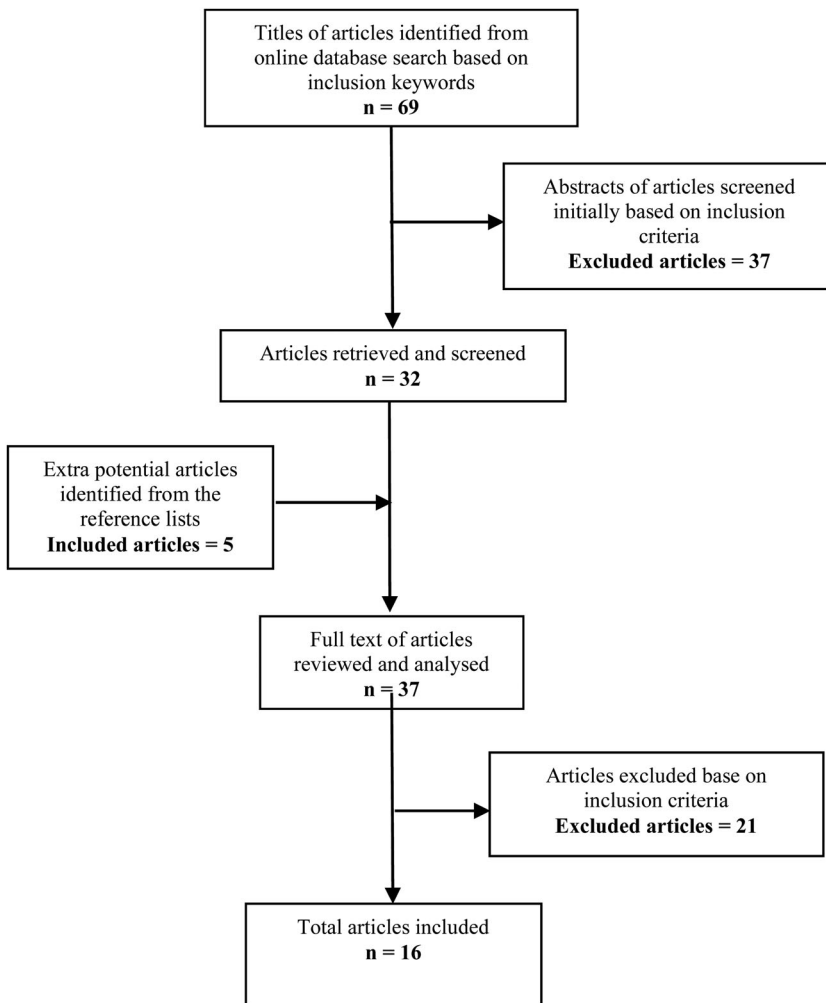 Titles of articles identified from
online database search based on
inclusion keywords
n = 69
Abstracts of articles screened
initially based on inclusion
criteria
Excluded articles = 37
Articles retrieved and screened
n = 32
Extra potential articles
identified from the
reference lists
Included articles = 5
Full text of articles
reviewed and analysed
n = 37
Articles excluded base on
inclusion criteria
Excluded articles = 21
Total articles included
n = 16